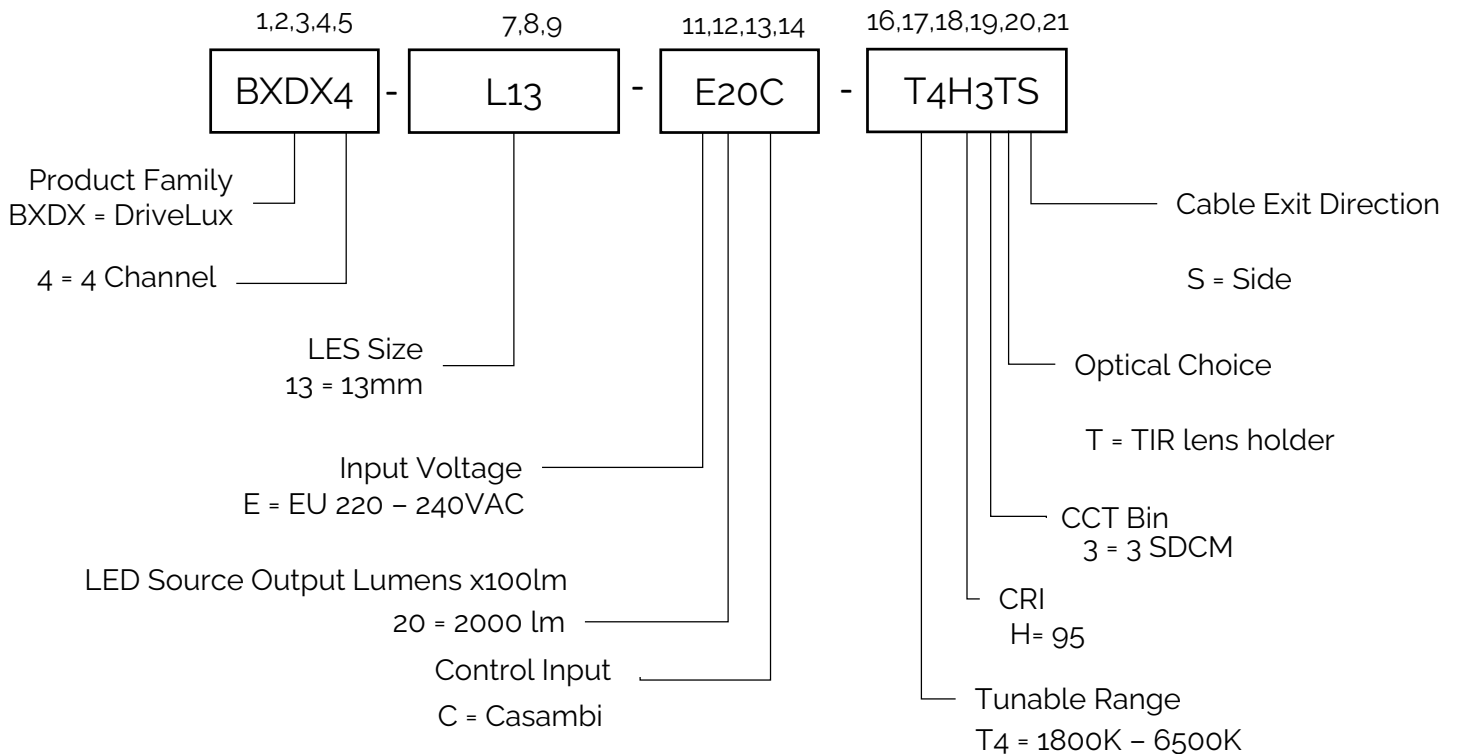 1,2,3,4,5
7,8,9
11,12,13,14
16,17,18,19,20,21
BXDX4 - L13 - E20C - T4H3TS
Product Family
BXDX = DriveLux
4 = 4 Channel
LES Size
13 = 13mm
Input Voltage
E = EU 220 – 240VAC
LED Source Output Lumens x100lm
20 = 2000 lm
Control Input
C = Casambi
Cable Exit Direction
S = Side
Optical Choice
T = TIR lens holder
CCT Bin
3 = 3 SDCM
CRI
H= 95
Tunable Range
T4 = 1800K – 6500K